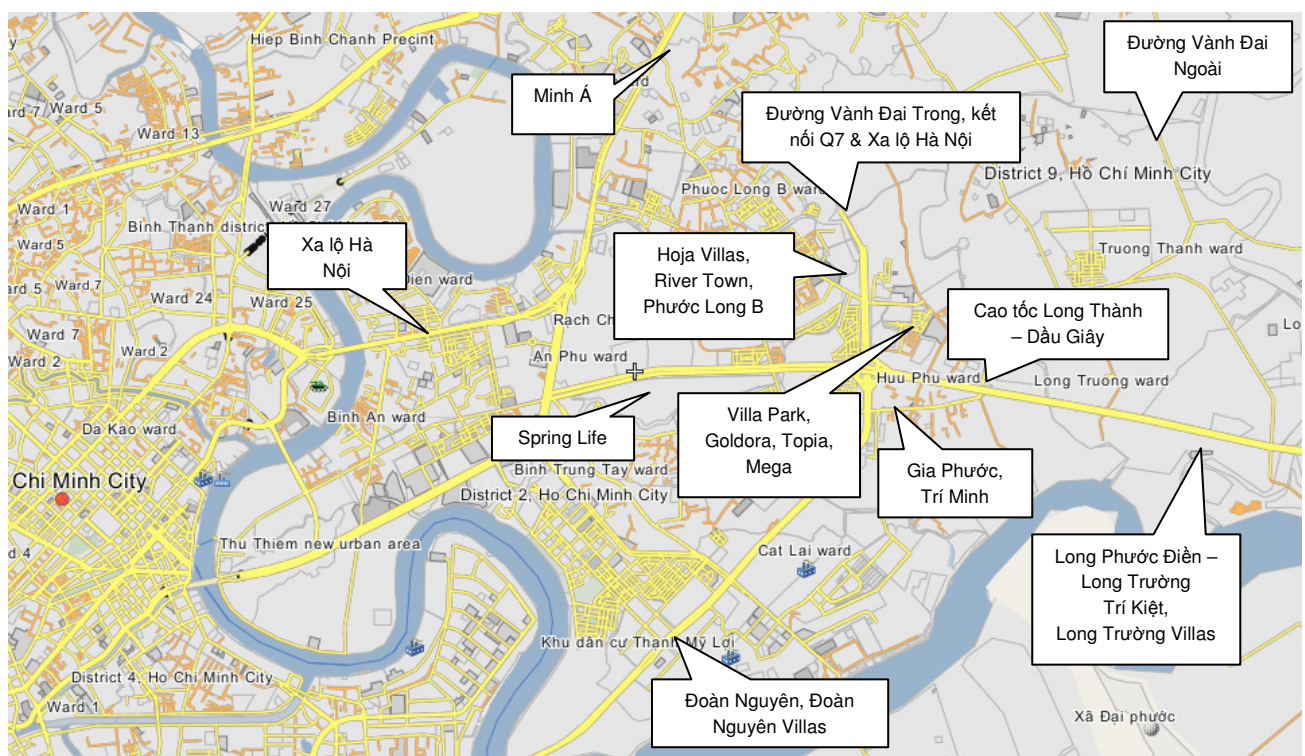 Hiep Binh Chanh Precint
Ward 5
Ward 7
Ward 13
Minh Á
Đường Vành Đai
Ngoài
Đường Vành Đai Trong, kết
nối Q7 & Xa lộ Hà Nội
Phuoc Long B ward
District 9, Hồ Chí Minh City
Ward 1
Ward 27
Binh Thanh district
Ward 5
Truong Thanh ward
Xa lộ Hà
Nội
Hoja Villas,
River Town,
Phước Long B
Dien ward
Ward 5
Ward 24
Ward 25
Rach Ch
Cao tốc Long Thành
– Dầu Giây
Lo
Ward 7
Ward 2
Ward 2
An Phu ward
Huu Phu ward
Long Truong ward
Binh An ward
Da Kao ward
Spring Life
Villa Park,
Goldora, Topia,
Mega
Gia Phước,
Trí Minh
Binh Trung Tay ward
Chi Minh City
District 2, Ho Chi Minh City
Thu Thiem new urban area
Cat Lai ward
Long Phước Điền –
Long Trường
Trí Kiệt,
Long Trường Villas
Khu dân cư Thạnh Mỹ Lợi
District 4, Ho Chi Minh City
Ward 1
Đoàn Nguyên, Đoàn
Nguyên Villas
Xã Đại phước